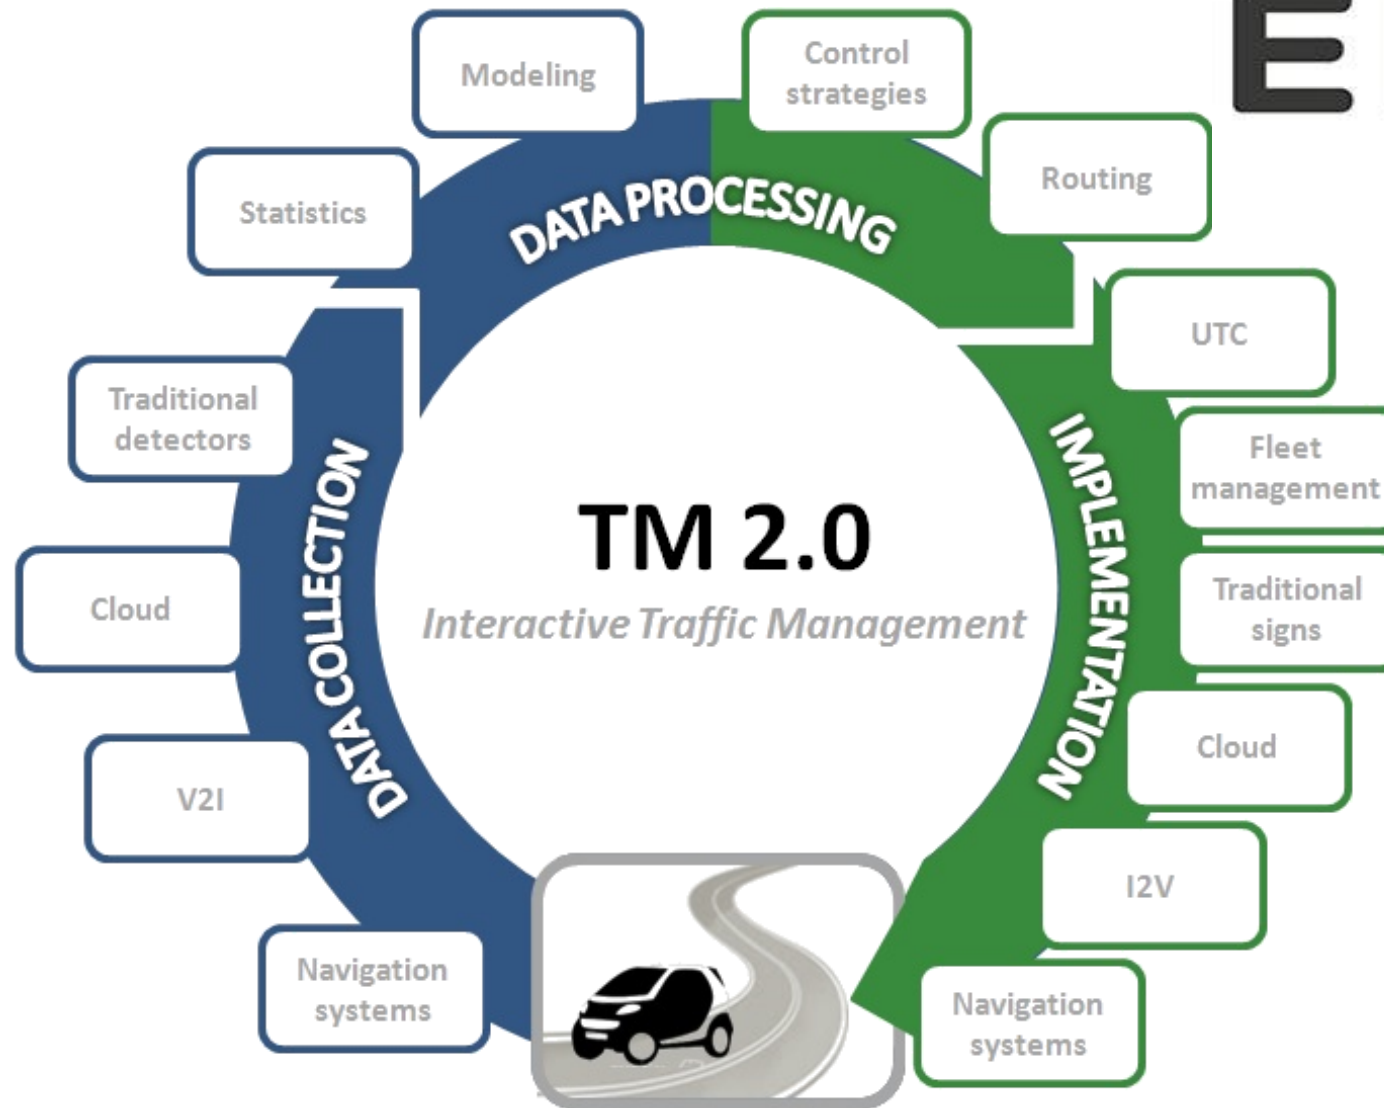 Modeling
Control
strategies
Statistics
Routing
DATA PROCESSING
UTC
Traditional
detectors
Fleet
management
DATA COLLECTION
IMPLEMENTATION
TM 2.0
Interactive Traffic Management
Cloud
Traditional
signs
V2I
Cloud
I2V
Navigation
systems
Navigation
systems
E